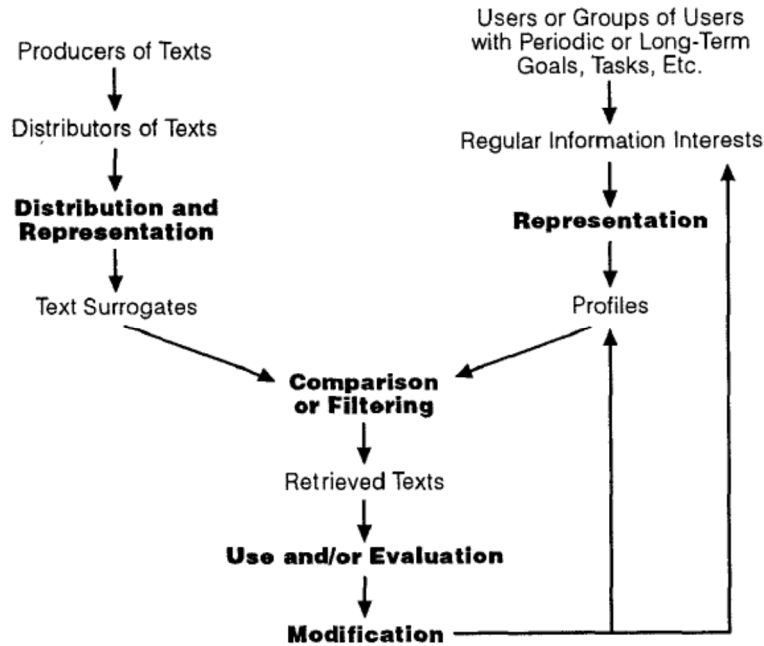 Users or Groups of Users
with Periodic or Long-Term
Goals, Tasks, Etc.
Producers of Texts
Distributors of Texts
Regular Information Interests
Distribution and
Representation
Representation
Text Surrogates
Profiles
Comparison
or Filtering
Retrieved Texts
Use and/or Evaluation
Modification